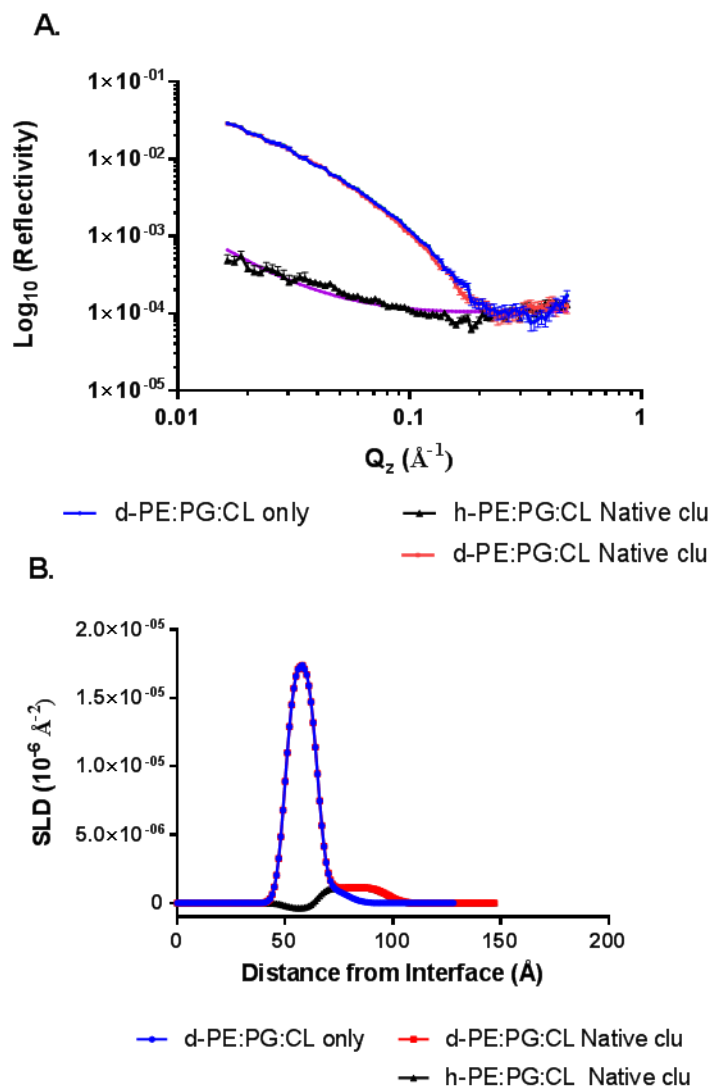 A.
1×10⁻⁰¹
1×10⁻⁰²
1×10⁻⁰³
1×10⁻⁰⁴
1×10⁻⁰⁵
Log₁₀ (Reflectivity)
0.01 0.1 1
Q_z (Å⁻¹)
d-PE:PG:CL only h-PE:PG:CL Native clu
d-PE:PG:CL Native clu
B.
2.0×10⁻⁰⁵
1.5×10⁻⁰⁵
1.0×10⁻⁰⁵
5.0×10⁻⁰⁶
0
SLD (10⁻⁶ Å⁻²)
0 50 100 150 200
Distance from Interface (Å)
d-PE:PG:CL only d-PE:PG:CL Native clu
h-PE:PG:CL Native clu